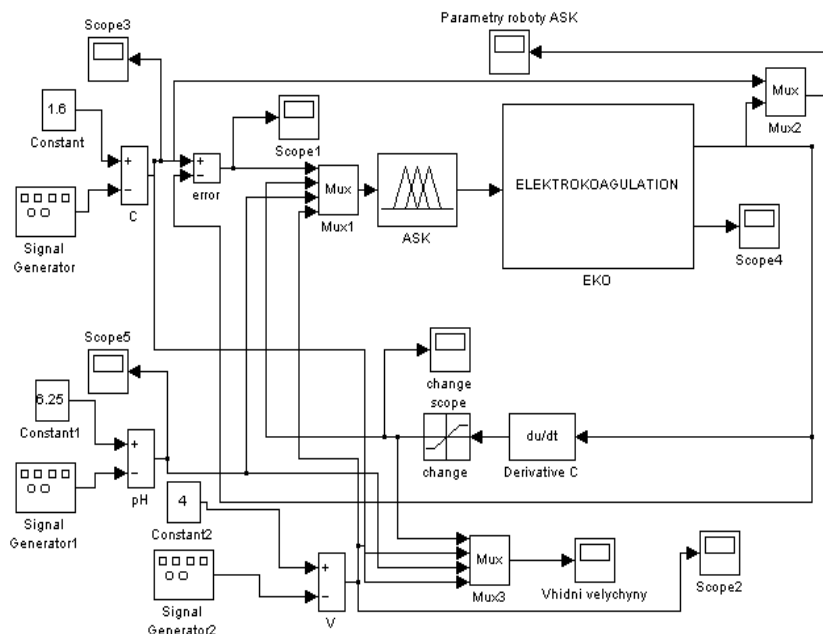 Parametry roboty ASK
Scope3
1.6
Constant
Signal
Generator
C
error
Scope1
Mux
Mux1
ASK
ELEKTROKOAGULATION
EKO
Mux
Mux2
Scope4
Scope5
6.25
Constant1
Signal
Generator1
pH
change
scope
change
du/dt
Derivative C
4
Constant2
Signal
Generator2
V
Mux
Mux3
Vhidni velychyny
Scope2